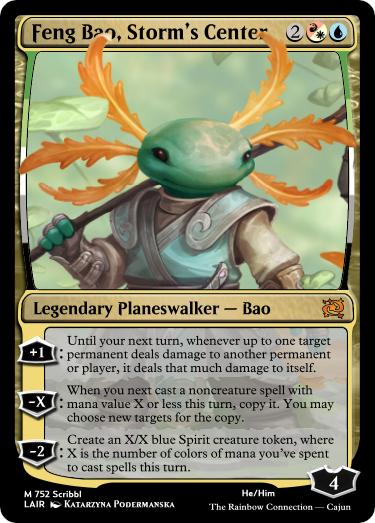 Feng Bao, Storm's Center 2
Legendary Planeswalker — Bao
+1: Until your next turn, whenever up to one target
permanent deals damage to another permanent
or player, it deals that much damage to itself.
-X: When you next cast a noncreature spell with
mana value X or less this turn, copy it. You may
choose new targets for the copy.
-2: Create an X/X blue Spirit creature token, where
X is the number of colors of mana you've spent
to cast spells this turn.
4
M 752 Scribbl He/Him
LAIR Katarzyna Podermanska The Rainbow Connection — Cajun